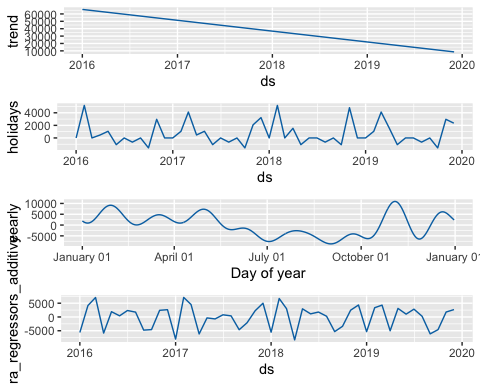 trend
60000
50000
40000
30000
20000
10000
2016 2017 2018 2019 2020
ds
holidays
4000
2000
0
2016 2017 2018 2019 2020
ds
yearly
10000
5000
0
-5000
January 01 April 01 July 01 October 01 January 01
Day of year
ra_regressors_additive
5000
0
-5000
2016 2017 2018 2019 2020
ds